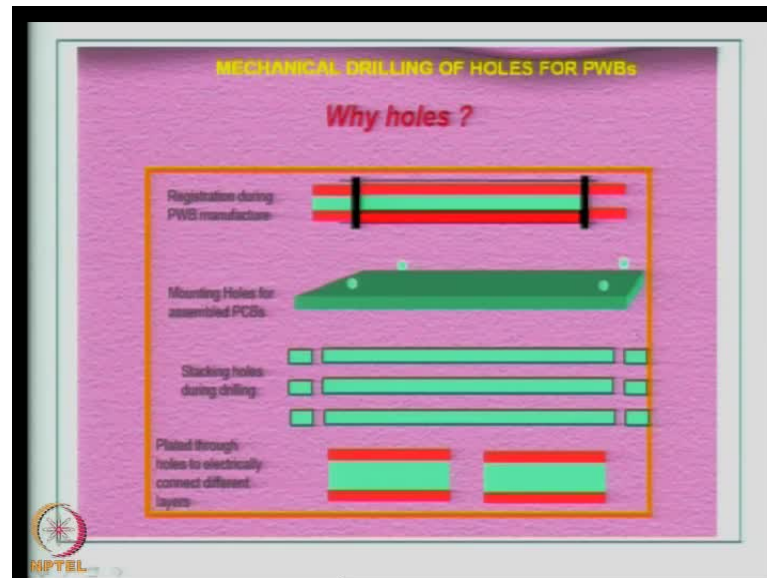 MECHANICAL DRILLING OF HOLES FOR PWBs
Why holes ?
Registration during
PWB manufacture
Mounting Holes for
assembled PCBs
Stacking holes
during drilling
Plated through
holes to electrically
connect different
layers
NPTEL